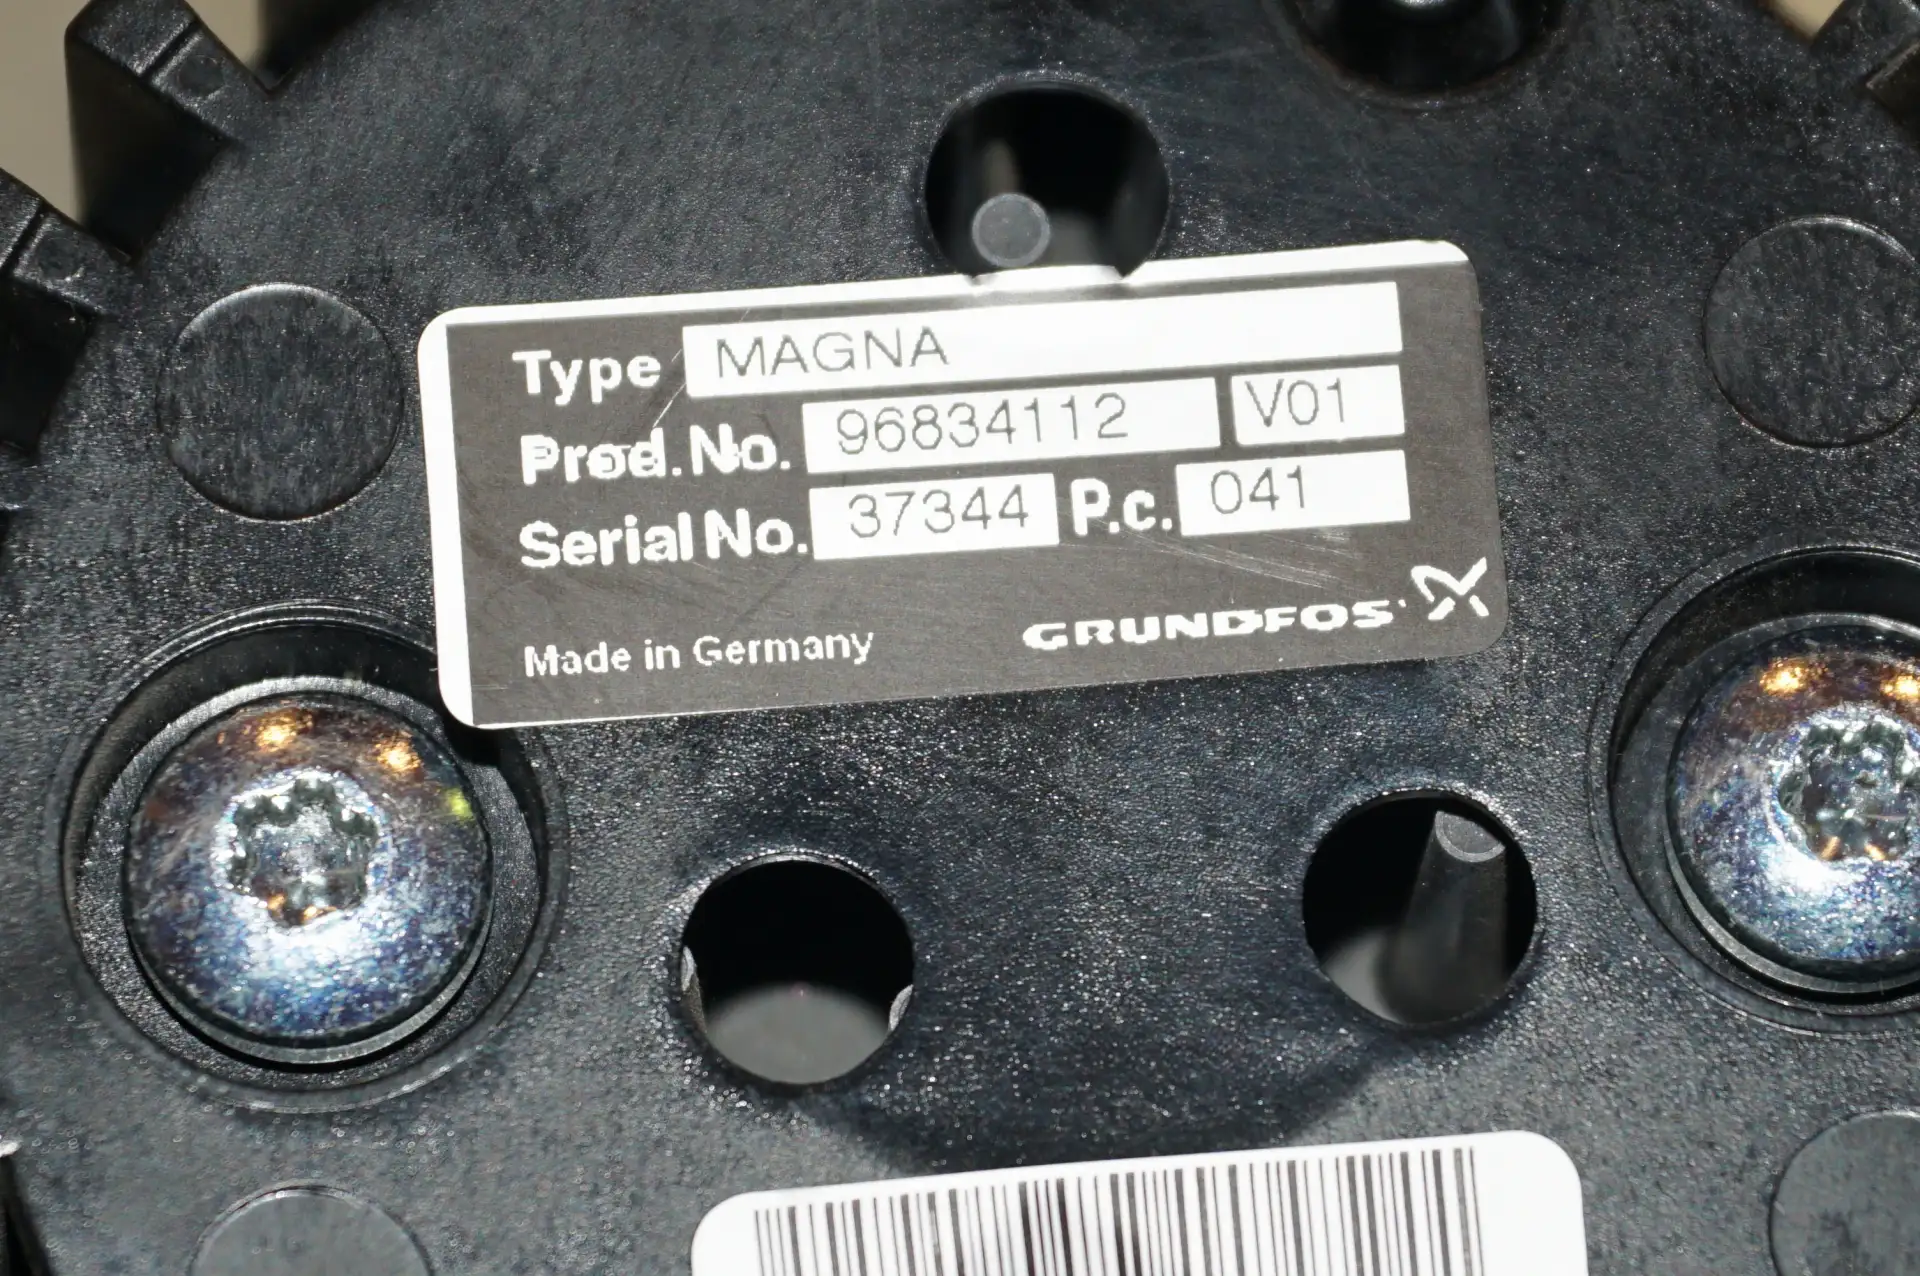 Type MAGNA
Prod.No. 96834112 V01
Serial No. 37344 P.c. 041
Made in Germany GRUNDFOS